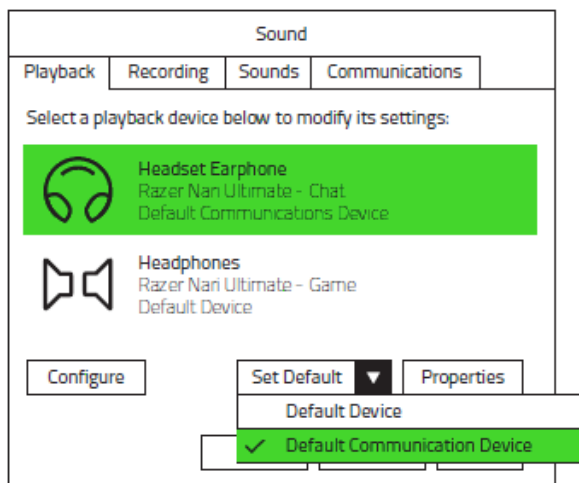 Sound
Playback Recording Sounds Communications
Select a playback device below to modify its settings:
Headset Earphone
Razer Nari Ultimate - Chat
Default Communications Device
Headphones
Razer Nari Ultimate - Game
Default Device
Configure Set Default Properties
Default Device
Default Communication Device